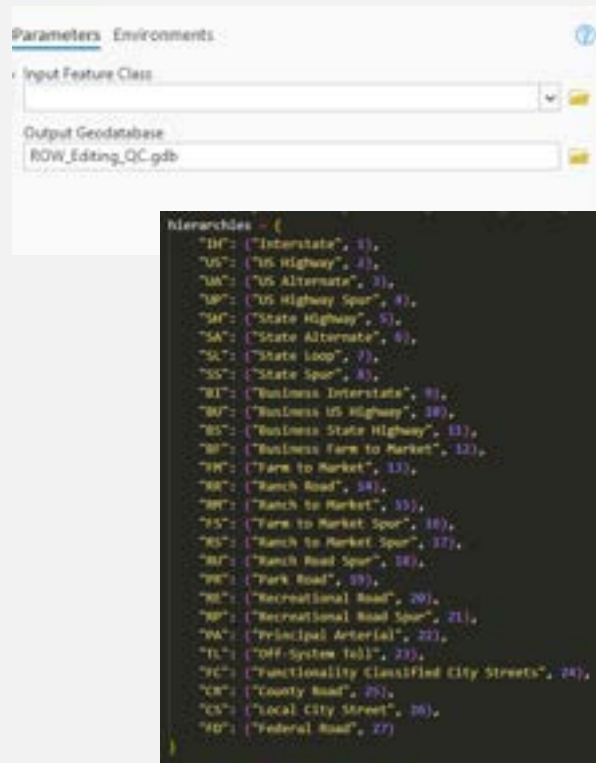 Parameters Environments
Input Feature Class
Output Geodatabase
ROW_Editing_QC.gdb
hierarchies = {
"IH": ("Interstate", 1),
"US": ("US Highway", 2),
"UA": ("US Alternate", 3),
"UP": ("US Highway Spur", 4),
"SH": ("State Highway", 5),
"SA": ("State Alternate", 6),
"SL": ("State Loop", 7),
"SS": ("State Spur", 8),
"BI": ("Business Interstate", 9),
"BU": ("Business US Highway", 10),
"BS": ("Business State Highway", 11),
"BF": ("Business Farm to Market", 12),
"FM": ("Farm to Market", 13),
"RR": ("Ranch Road", 14),
"RM": ("Ranch to Market", 15),
"FS": ("Farm to Market Spur", 16),
"RS": ("Ranch to Market Spur", 17),
"RU": ("Ranch Road Spur", 18),
"PR": ("Park Road", 19),
"RE": ("Recreational Road", 20),
"RP": ("Recreational Road Spur", 21),
"PA": ("Principal Arterial", 22),
"TL": ("Off-System Toll", 23),
"FC": ("Functionality Classified City Streets", 24),
"CR": ("County Road", 25),
"CS": ("Local City Street", 26),
"FD": ("Federal Road", 27)
}